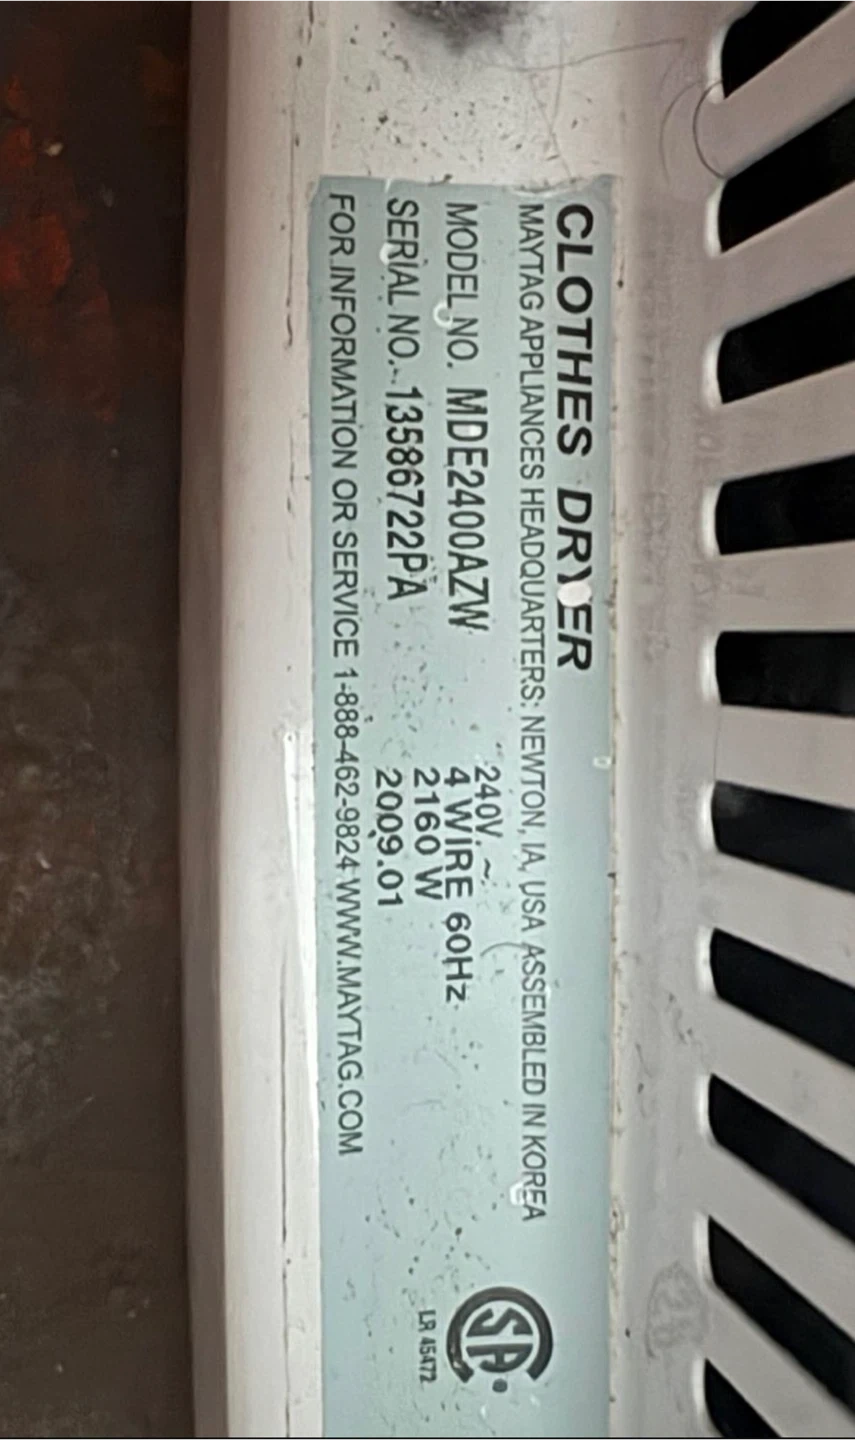 CLOTHES DRYER
MAYTAG APPLIANCES HEADQUARTERS: NEWTON, IA, USA ASSEMBLED IN KOREA
MODEL NO. MDE2400AZW
SERIAL NO. 13586722PA
240V. ~
4 WIRE 60Hz
2160 W
2009.01
FOR INFORMATION OR SERVICE 1-888-462-9824 WWW.MAYTAG.COM
SA
LR 45472